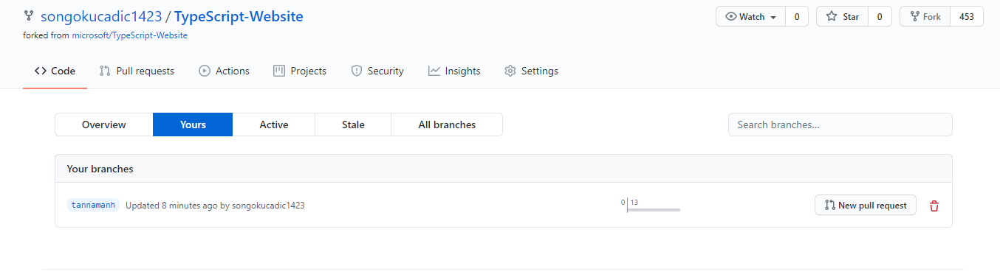 songokucadic1423 / TypeScript-Website
Watch 0 Star 0 Fork 453
forked from microsoft/TypeScript-Website
Code Pull requests Actions Projects Security Insights Settings
Overview Yours Active Stale All branches Search branches...
Your branches
tannamanh Updated 8 minutes ago by songokucadic1423 0 13 New pull request